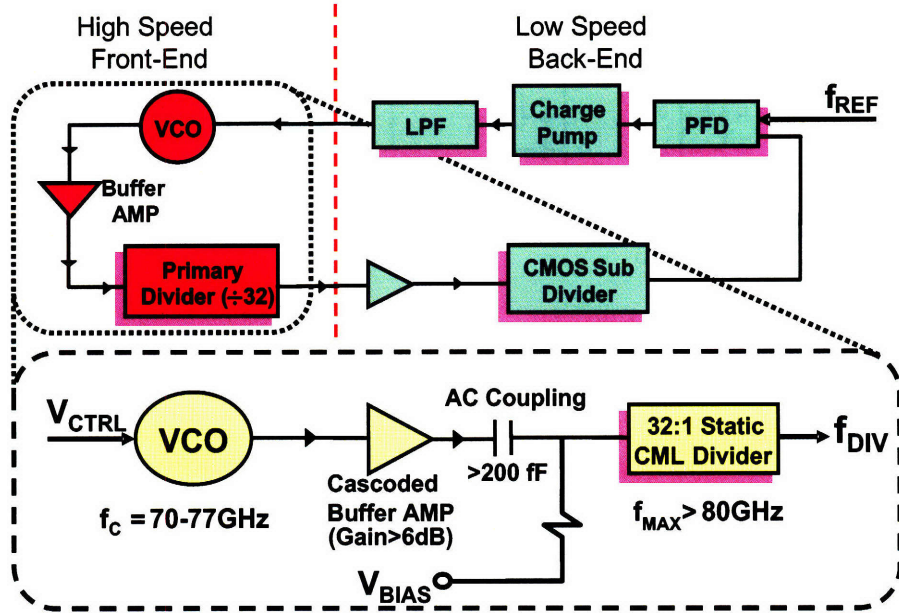 High Speed
Front-End
Low Speed
Back-End
VCO
LPF
Charge
Pump
PFD
f_REF
Buffer
AMP
Primary
Divider (÷32)
CMOS Sub
Divider
V_CTRL
VCO
AC Coupling
>200 fF
32:1 Static
CML Divider
f_DIV
f_C = 70-77GHz
Cascoded
Buffer AMP
(Gain>6dB)
f_MAX > 80GHz
V_BIAS